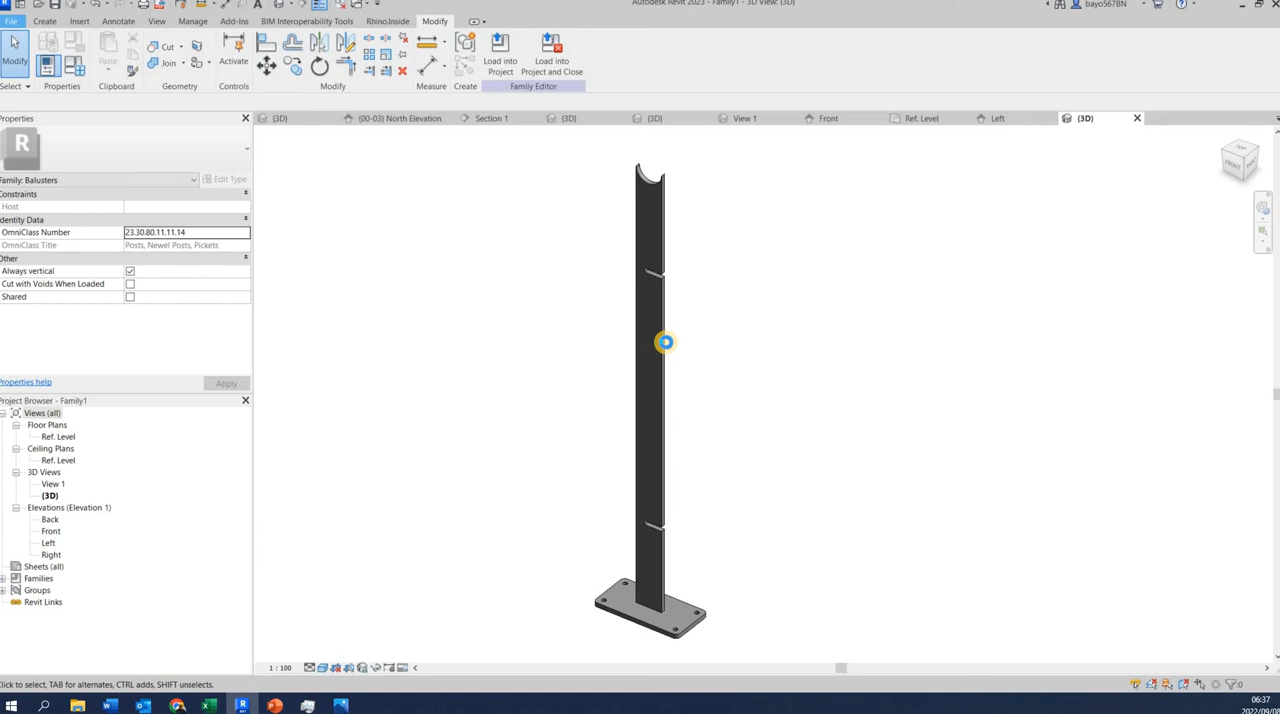 Autodesk Revit 2023 - Family1 - 3D View: {3D}
bayo567BN
File Create Insert Annotate View Manage Add-Ins BIM Interoperability Tools Rhino.Inside Modify
Modify
Paste
Cut
Join
Activate
Load into Project
Load into Project and Close
Select Properties Clipboard Geometry Controls Modify Measure Create Family Editor
Properties
{3D} (00-03) North Elevation Section 1 {3D} {3D} View 1 Front Ref. Level Left {3D}
R
Family: Balusters
Edit Type
Constraints
Host
Identity Data
OmniClass Number 23.30.80.11.11.14
OmniClass Title Posts, Newel Posts, Pickets
Other
Always vertical
Cut with Voids When Loaded
Shared
Properties help
Apply
TOP
FRONT
Project Browser - Family1
Views (all)
Floor Plans
Ref. Level
Ceiling Plans
Ref. Level
3D Views
View 1
{3D}
Elevations (Elevation 1)
Back
Front
Left
Right
Sheets (all)
Families
Groups
Revit Links
1 : 100
Click to select, TAB for alternates, CTRL adds, SHIFT unselects.
:0
06:37
2022/09/08